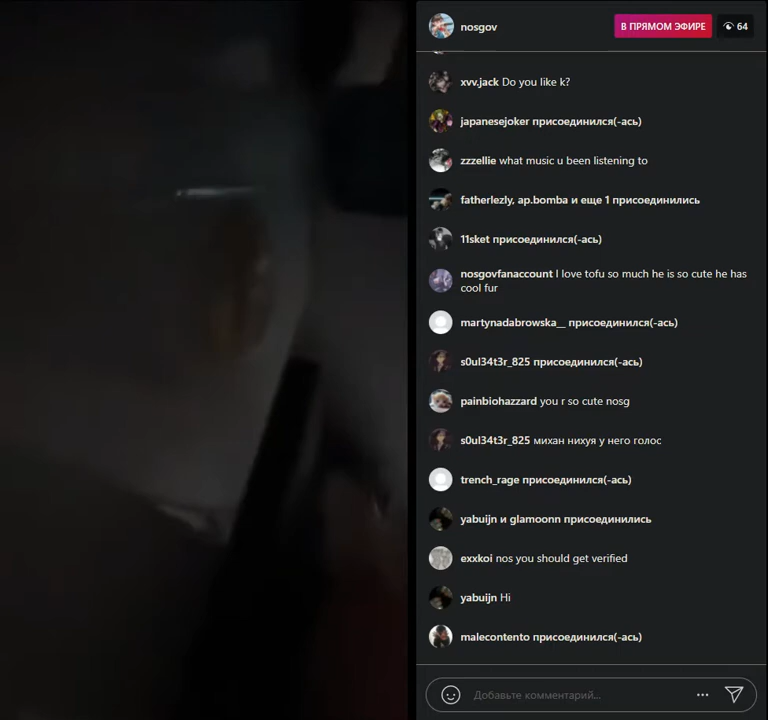 nosgov
В ПРЯМОМ ЭФИРЕ
64
xvv.jack Do you like k?
japanesejoker присоединился(-ась)
zzzellie what music u been listening to
fatherlezly, ap.bomba и еще 1 присоединились
11sket присоединился(-ась)
nosgovfanaccount I love tofu so much he is so cute he has
cool fur
martynadabrowska__ присоединился(-ась)
s0ul34t3r_825 присоединился(-ась)
painbiohazzard you r so cute nosg
s0ul34t3r_825 михан нихуя у него голос
trench_rage присоединился(-ась)
yabuijn и glamoonn присоединились
exxkoi nos you should get verified
yabuijn Hi
malecontento присоединился(-ась)
Добавьте комментарий...